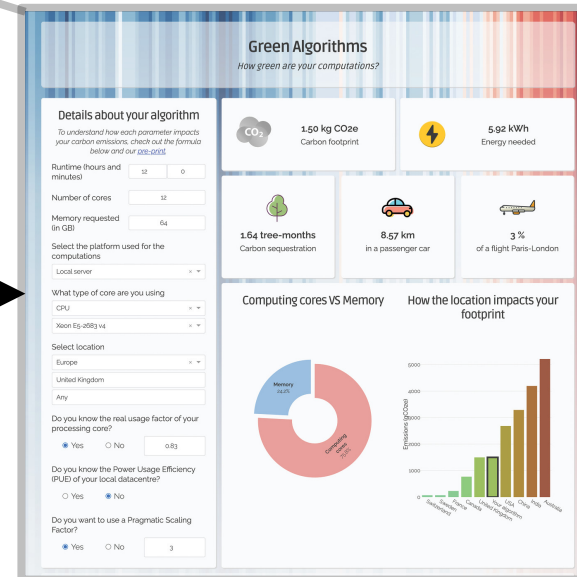 Green Algorithms
How green are your computations?
Details about your algorithm
To understand how each parameter impacts
your carbon emissions, check out the formula
below and our pre-print.
Runtime (hours and
minutes)
12
0
Number of cores
12
Memory requested
(in GB)
64
Select the platform used for the
computations
Local server
What type of core are you using
CPU
Xeon E5-2683 v4
Select location
Europe
United Kingdom
Any
Do you know the real usage factor of your
processing core?
Yes
No
0.83
Do you know the Power Usage Efficiency
(PUE) of your local datacentre?
Yes
No
Do you want to use a Pragmatic Scaling
Factor?
Yes
No
3
CO2
1.50 kg CO2e
Carbon footprint
5.92 kWh
Energy needed
1.64 tree-months
Carbon sequestration
8.57 km
in a passenger car
3 %
of a flight Paris-London
Computing cores VS Memory
Memory
Computing
cores
How the location impacts your
footprint
Emissions (gCO2e)
5000
4000
3000
2000
1000
0
Switzerland
Sweden
France
Canada
United Kingdom
Your algorithm
USA
China
India
Australia